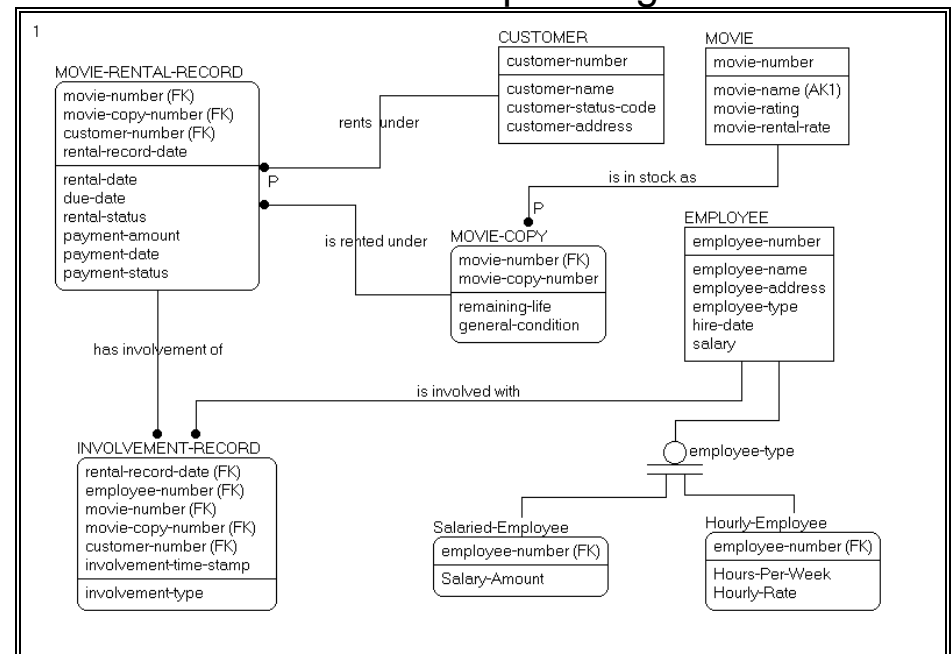 1
MOVIE-RENTAL-RECORD
movie-number (FK)
movie-copy-number (FK)
customer-number (FK)
rental-record-date
rental-date
due-date
rental-status
payment-amount
payment-date
payment-status
rents under
P
CUSTOMER
customer-number
customer-name
customer-status-code
customer-address
MOVIE
movie-number
movie-name (AK1)
movie-rating
movie-rental-rate
is in stock as
P
is rented under
MOVIE-COPY
movie-number (FK)
movie-copy-number
remaining-life
general-condition
EMPLOYEE
employee-number
employee-name
employee-address
employee-type
hire-date
salary
has involvement of
is involved with
INVOLVEMENT-RECORD
rental-record-date (FK)
employee-number (FK)
movie-number (FK)
movie-copy-number (FK)
customer-number (FK)
involvement-time-stamp
involvement-type
employee-type
Salaried-Employee
employee-number (FK)
Salary-Amount
Hourly-Employee
employee-number (FK)
Hours-Per-Week
Hourly-Rate